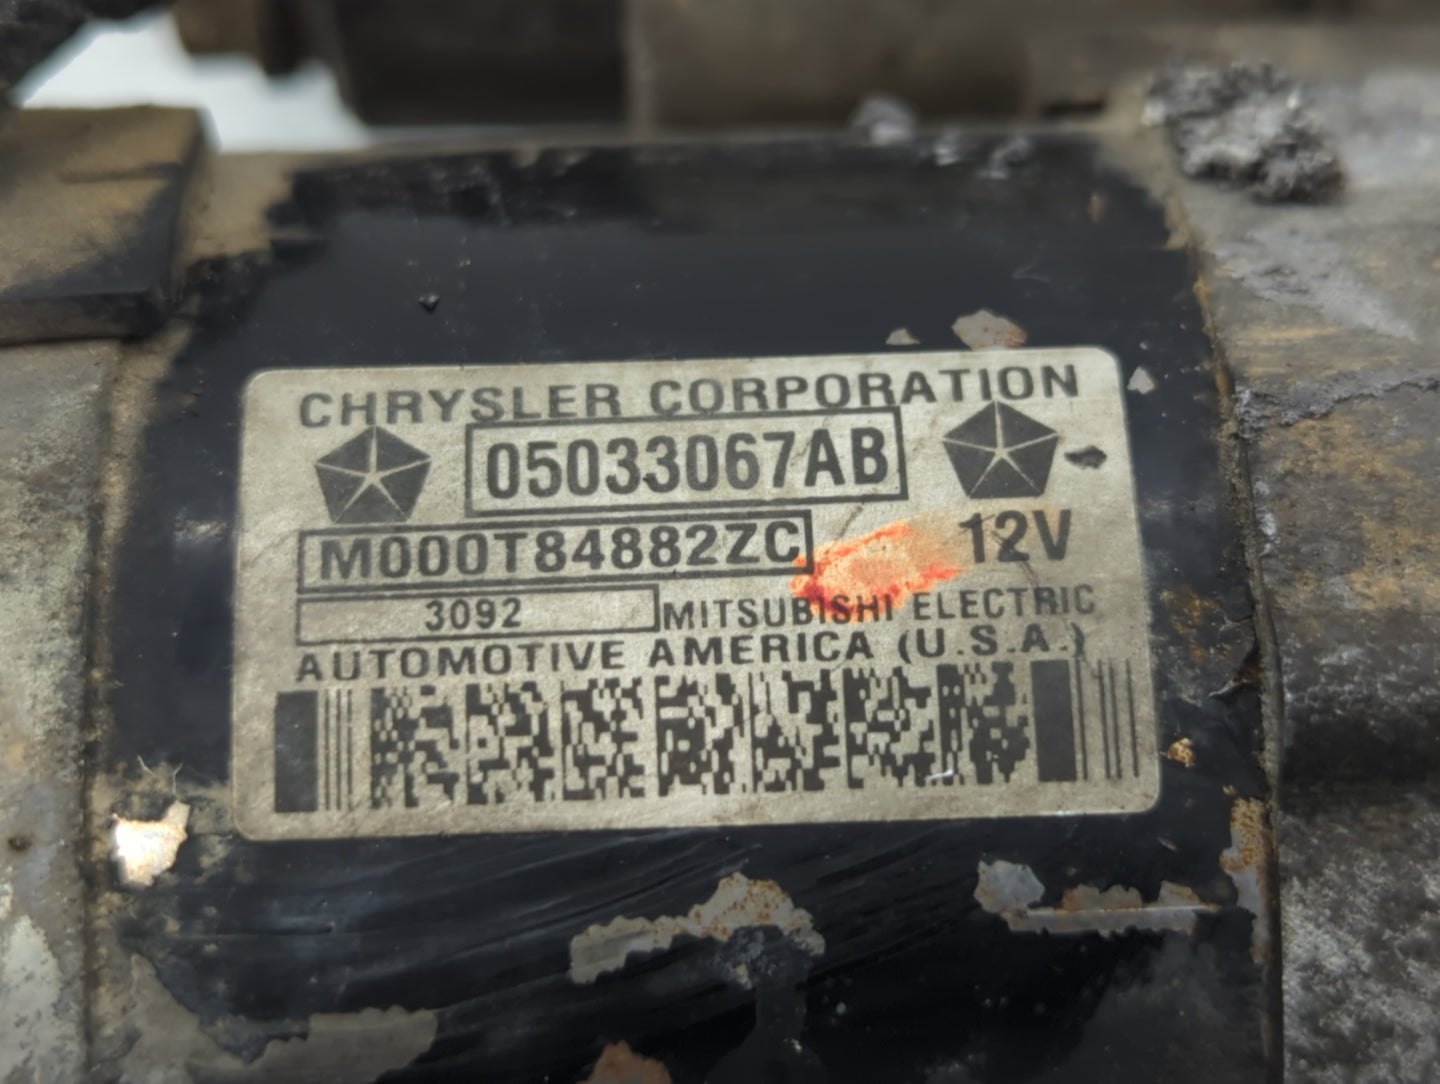 CHRYSLER CORPORATION
05033067AB
M000T84882ZC 12V
3092 MITSUBISHI ELECTRIC
AUTOMOTIVE AMERICA (U.S.A.)